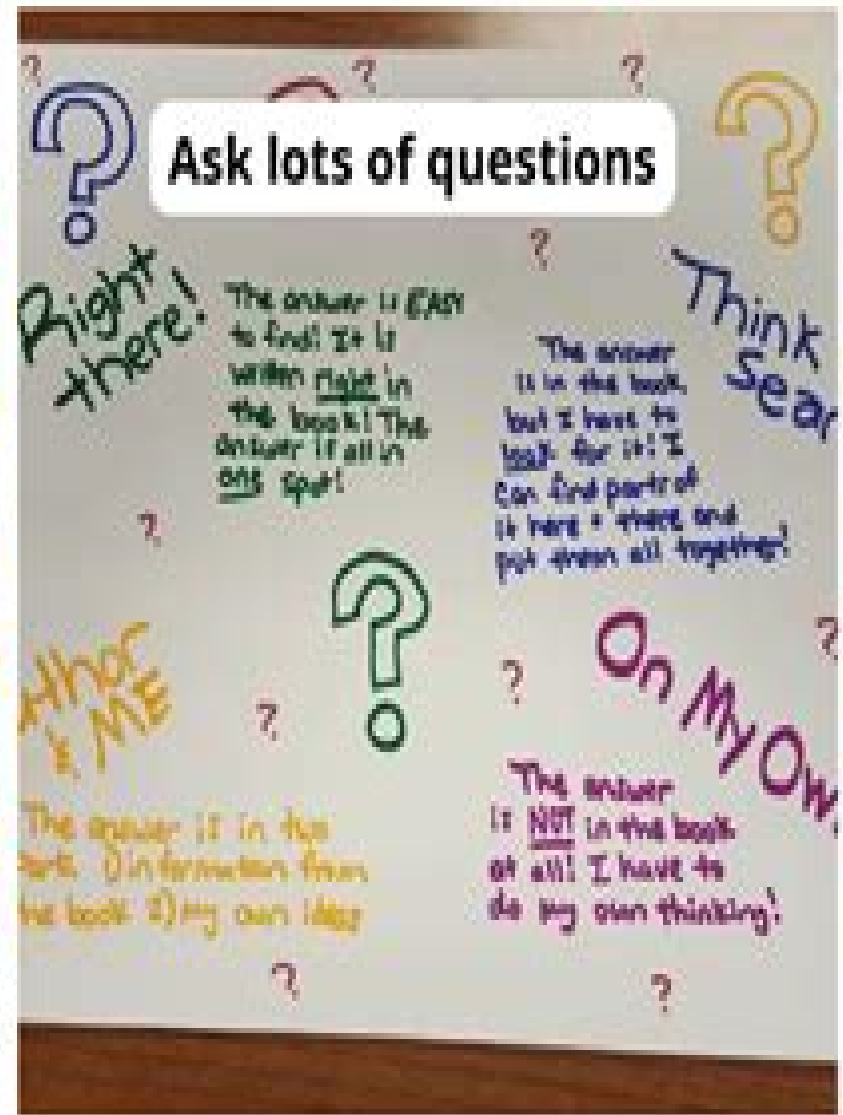 Ask lots of questions
Right
there!
The answer is EASY
to find! It is
written right in
the book! The
answer is all in
one spot!
Think
Sear
The answer
is in the book,
but I have to
look for it! I
can find parts of
it here + there and
put them all together!
thor
& ME
The answer is in two
parts 1) information from
the book 2) my own ideas
On My Own
The answer
is NOT in the book
at all! I have to
do my own thinking!